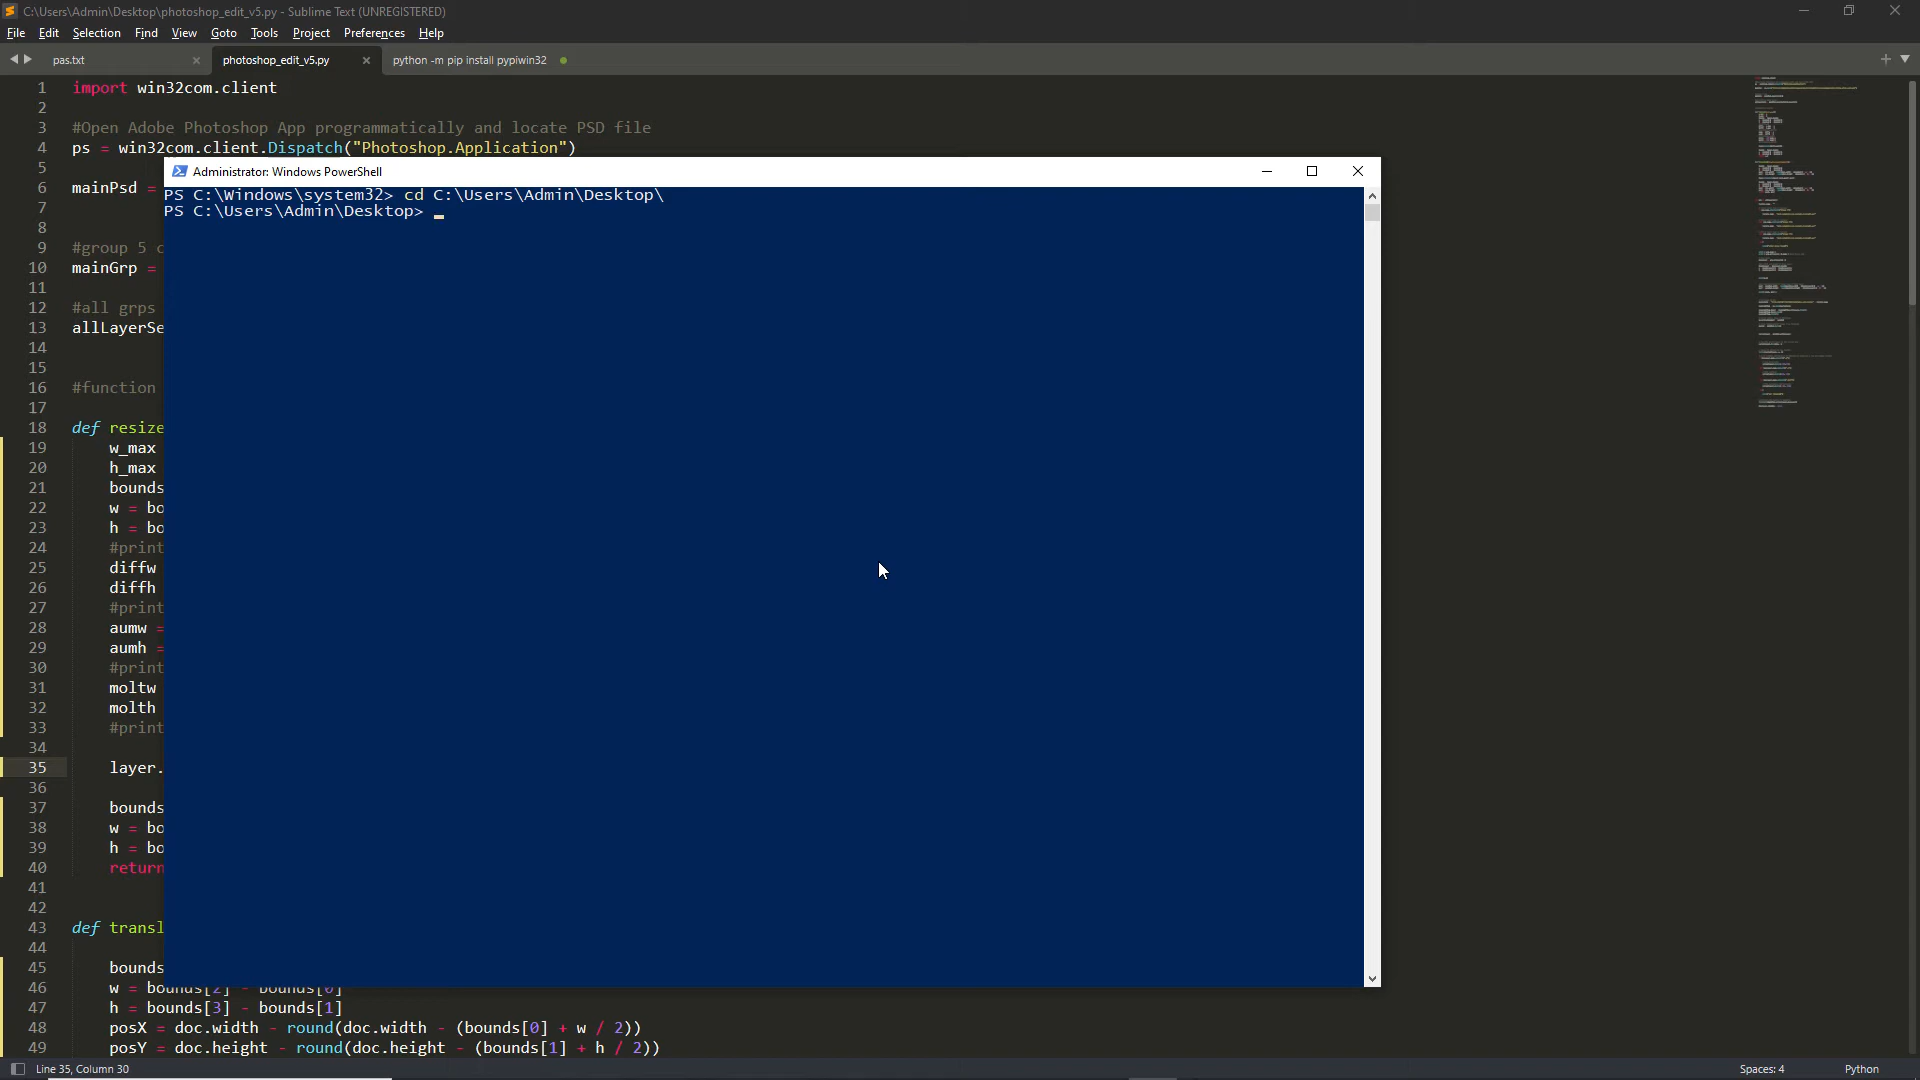 C:\Users\Admin\Desktop\photoshop_edit_v5.py - Sublime Text (UNREGISTERED)
File Edit Selection Find View Goto Tools Project Preferences Help
pas.txt photoshop_edit_v5.py python -m pip install pypiwin32
1 import win32com.client
2
3 #Open Adobe Photoshop App programmatically and locate PSD file
4 ps = win32com.client.Dispatch("Photoshop.Application")
5
Administrator: Windows PowerShell
PS C:\Windows\system32> cd C:\Users\Admin\Desktop\
PS C:\Users\Admin\Desktop>
6 mainPsd =
7
8
9 #group 5 c
10 mainGrp =
11
12 #all grps
13 allLayerSe
14
15
16 #function
17
18 def resize
19 w_max
20 h_max
21 bounds
22 w = bo
23 h = bo
24 #print
25 diffw
26 diffh
27 #print
28 aumw =
29 aumh =
30 #print
31 moltw
32 molth
33 #print
34
35 layer.
36
37 bounds
38 w = bo
39 h = bo
40 return
41
42
43 def transl
44
45 bounds
46 w = bounds[2] - bounds[0]
47 h = bounds[3] - bounds[1]
48 posX = doc.width - round(doc.width - (bounds[0] + w / 2))
49 posY = doc.height - round(doc.height - (bounds[1] + h / 2))
Line 35, Column 30 Spaces: 4 Python